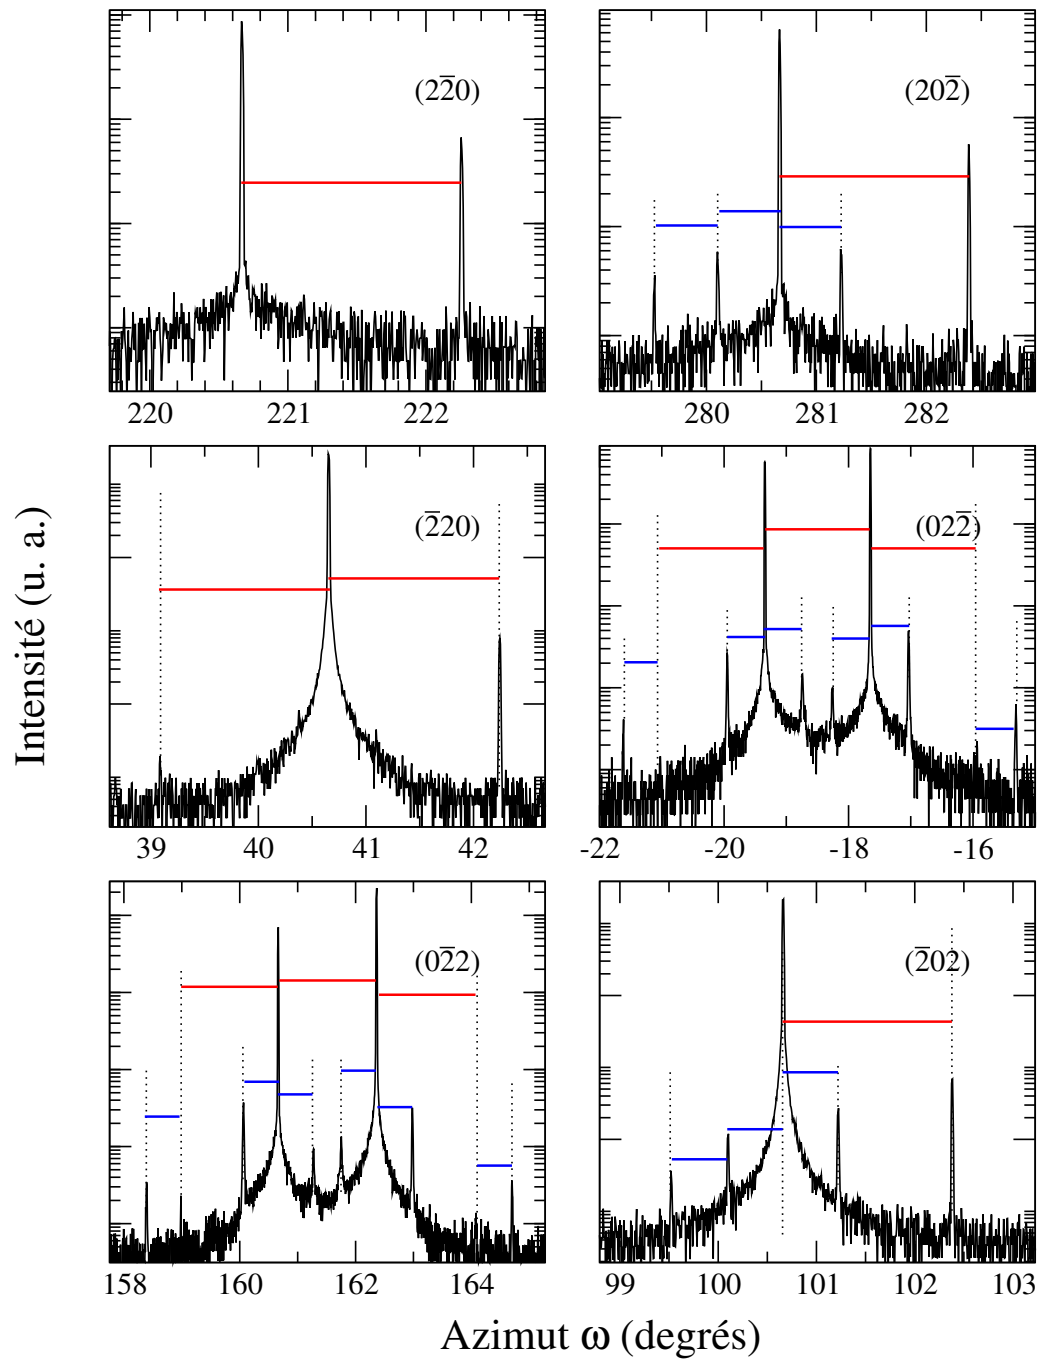 (22̅0)
220 221 222
(202̅)
280 281 282
(2̅20)
39 40 41 42
(022̅)
-22 -20 -18 -16
(02̅2)
158 160 162 164
(2̅02)
99 100 101 102 103
Intensité (u. a.)
Azimut ω (degrés)